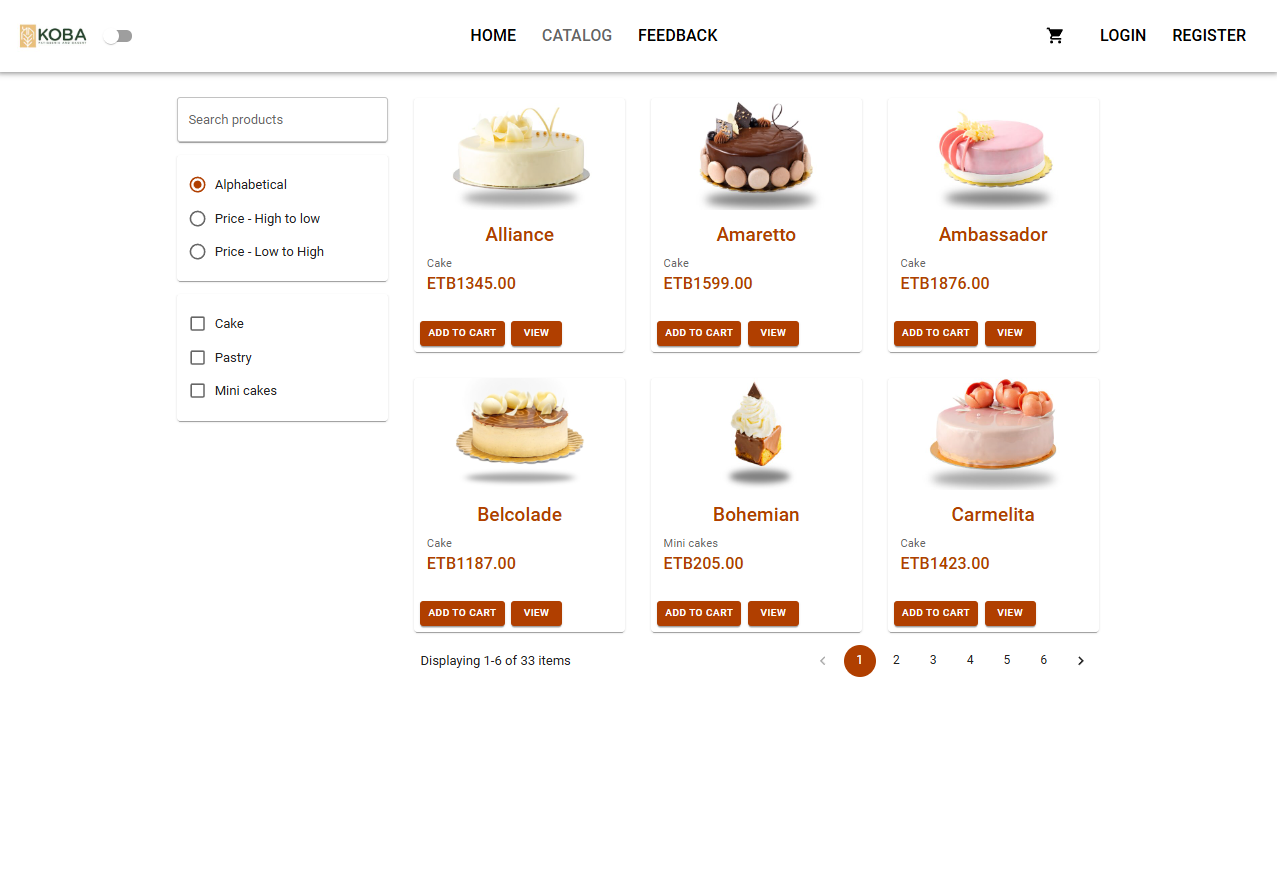 KOBA
HOME CATALOG FEEDBACK
LOGIN REGISTER
Search products
Alphabetical
Price - High to low
Price - Low to High
Cake
Pastry
Mini cakes
Alliance
Cake
ETB1345.00
ADD TO CART VIEW
Amaretto
Cake
ETB1599.00
ADD TO CART VIEW
Ambassador
Cake
ETB1876.00
ADD TO CART VIEW
Belcolade
Cake
ETB1187.00
ADD TO CART VIEW
Bohemian
Mini cakes
ETB205.00
ADD TO CART VIEW
Carmelita
Cake
ETB1423.00
ADD TO CART VIEW
Displaying 1-6 of 33 items
1 2 3 4 5 6